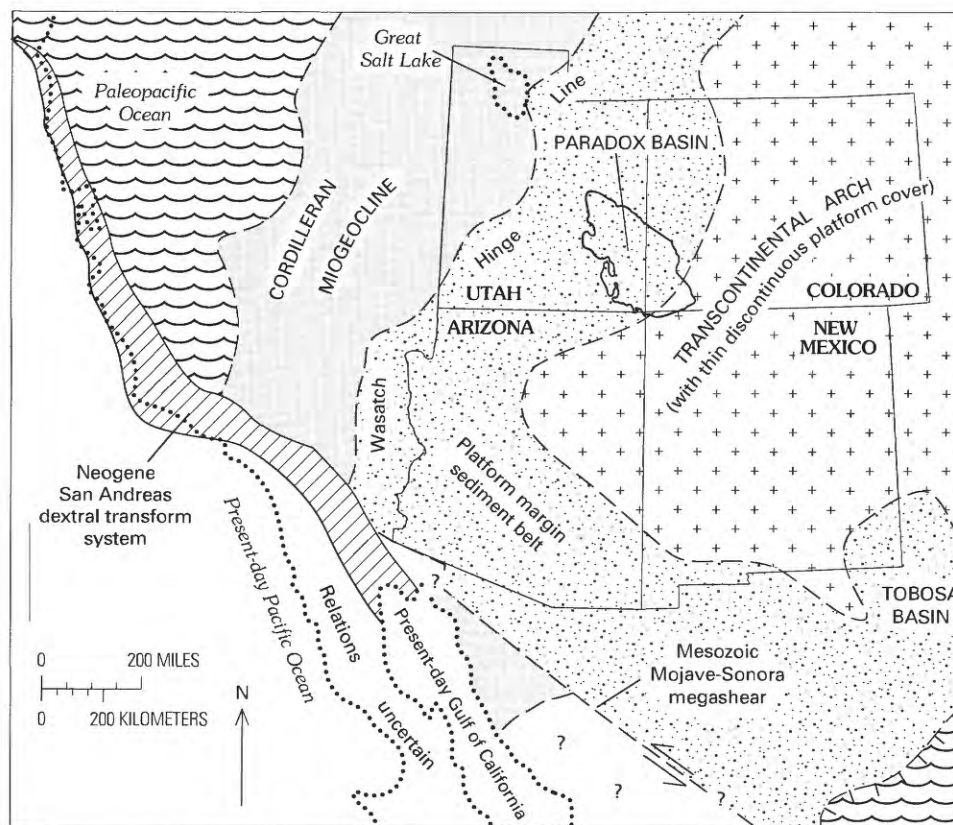 Great
Salt Lake
Paleopacific
Ocean
Line
PARADOX BASIN
CORDILLERAN
MIOGEOCLINE
TRANSCONTINENTAL ARCH
(with thin discontinuous platform cover)
Hinge
UTAH
COLORADO
ARIZONA
NEW
MEXICO
Wasatch
Platform margin
sediment belt
Neogene
San Andreas
dextral transform
system
Present-day Pacific Ocean
Relations
uncertain
Present-day Gulf of California
?
TOBOSA
BASIN
Mesozoic
Mojave-Sonora
megashear
0 200 MILES
0 200 KILOMETERS
N
?
?
?
?